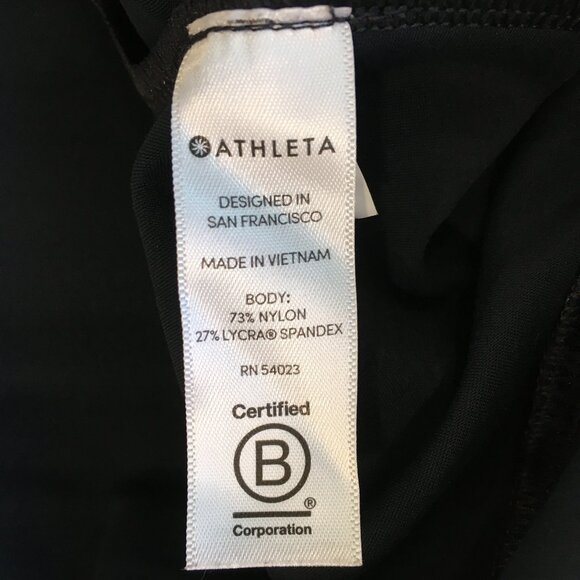 ATHLETA
DESIGNED IN
SAN FRANCISCO
MADE IN VIETNAM
BODY:
73% NYLON
27% LYCRA® SPANDEX
RN 54023
Certified
B
®
Corporation